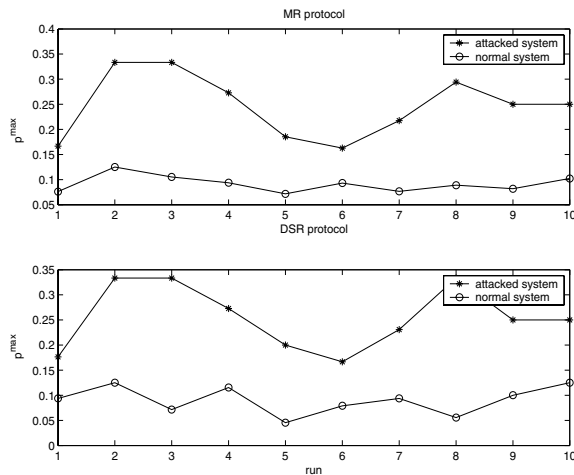 MR protocol
0.4
0.35
0.3
0.25
0.2
0.15
0.1
0.05
p^max
attacked system
normal system
1 2 3 4 5 6 7 8 9 10
DSR protocol
0.35
0.3
0.25
0.2
0.15
0.1
0.05
0
p^max
attacked system
normal system
1 2 3 4 5 6 7 8 9 10
run